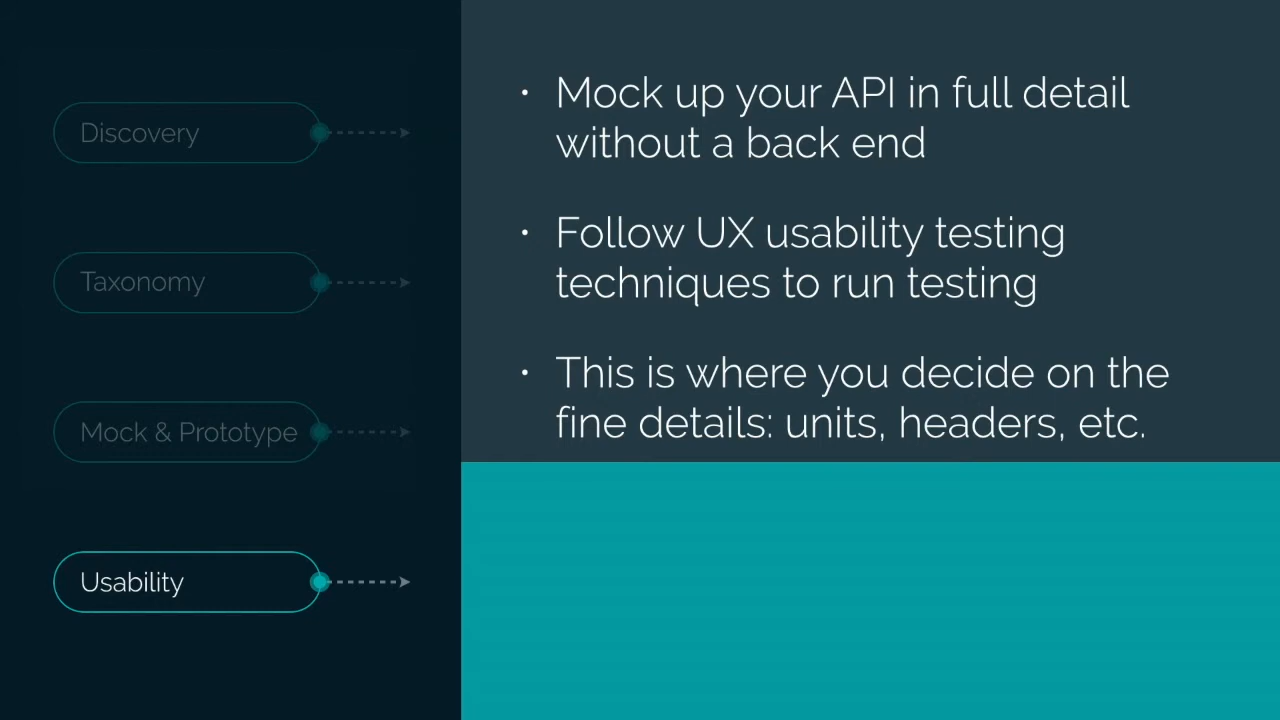 Discovery
Taxonomy
Mock & Prototype
Usability
• Mock up your API in full detail
without a back end
• Follow UX usability testing
techniques to run testing
• This is where you decide on the
fine details: units, headers, etc.